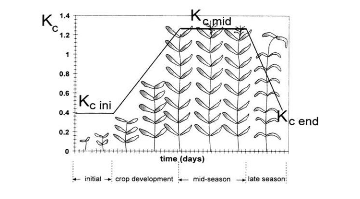 Kc
1.4
1.2
1
0.8
0.6
0.4
0.2
0
Kc mid
Kc ini
Kc end
time (days)
initial
crop development
mid-season
late season